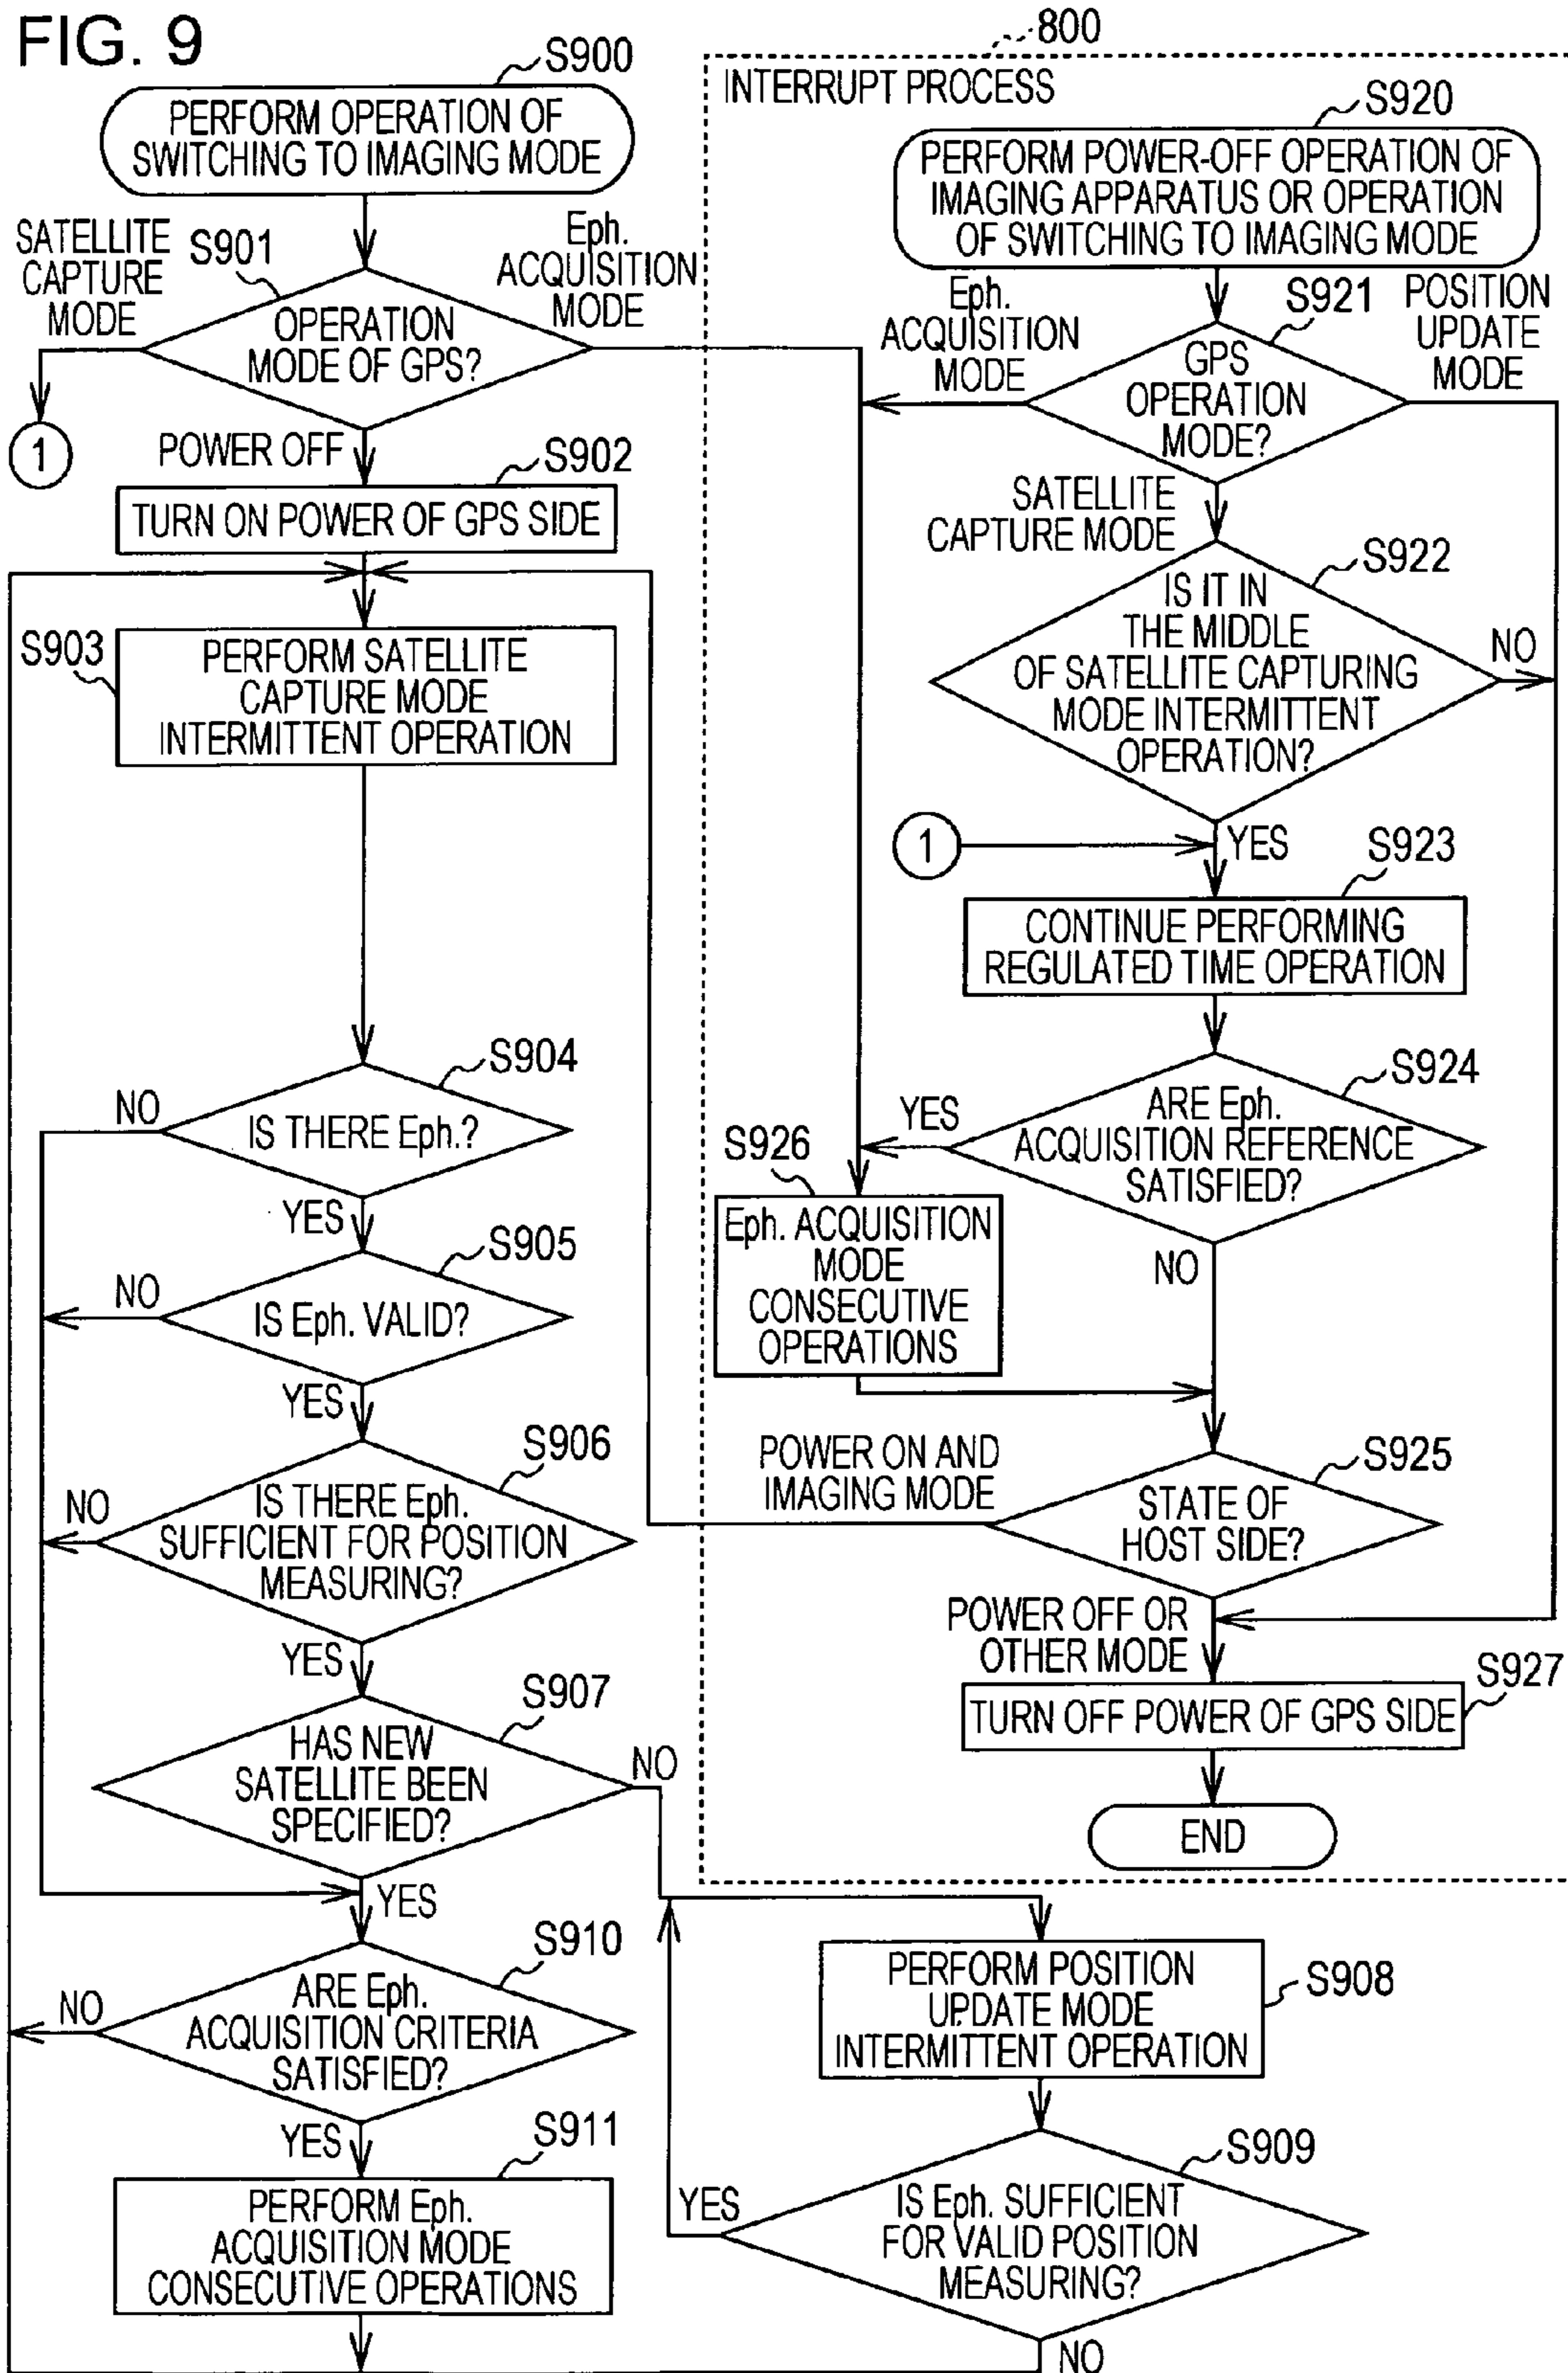 FIG. 9
S900
PERFORM OPERATION OF
SWITCHING TO IMAGING MODE
SATELLITE
CAPTURE
MODE
S901
Eph.
ACQUISITION
MODE
OPERATION
MODE OF GPS?
1
POWER OFF
S902
TURN ON POWER OF GPS SIDE
S903
PERFORM SATELLITE
CAPTURE MODE
INTERMITTENT OPERATION
S904
NO
IS THERE Eph.?
YES
S905
NO
IS Eph. VALID?
YES
S906
NO
IS THERE Eph.
SUFFICIENT FOR POSITION
MEASURING?
YES
S907
HAS NEW
SATELLITE BEEN
SPECIFIED?
NO
YES
S910
NO
ARE Eph.
ACQUISITION CRITERIA
SATISFIED?
YES
S911
PERFORM Eph.
ACQUISITION MODE
CONSECUTIVE OPERATIONS
800
INTERRUPT PROCESS
S920
PERFORM POWER-OFF OPERATION OF
IMAGING APPARATUS OR OPERATION
OF SWITCHING TO IMAGING MODE
Eph.
ACQUISITION
MODE
S921
POSITION
UPDATE
MODE
GPS
OPERATION
MODE?
SATELLITE
CAPTURE MODE
S922
IS IT IN
THE MIDDLE
OF SATELLITE CAPTURING
MODE INTERMITTENT
OPERATION?
NO
1
YES
S923
CONTINUE PERFORMING
REGULATED TIME OPERATION
S924
YES
ARE Eph.
ACQUISITION REFERENCE
SATISFIED?
S926
Eph. ACQUISITION
MODE
CONSECUTIVE
OPERATIONS
NO
POWER ON AND
IMAGING MODE
S925
STATE OF
HOST SIDE?
POWER OFF OR
OTHER MODE
S927
TURN OFF POWER OF GPS SIDE
END
PERFORM POSITION
UPDATE MODE
INTERMITTENT OPERATION
S908
S909
YES
IS Eph. SUFFICIENT
FOR VALID POSITION
MEASURING?
NO